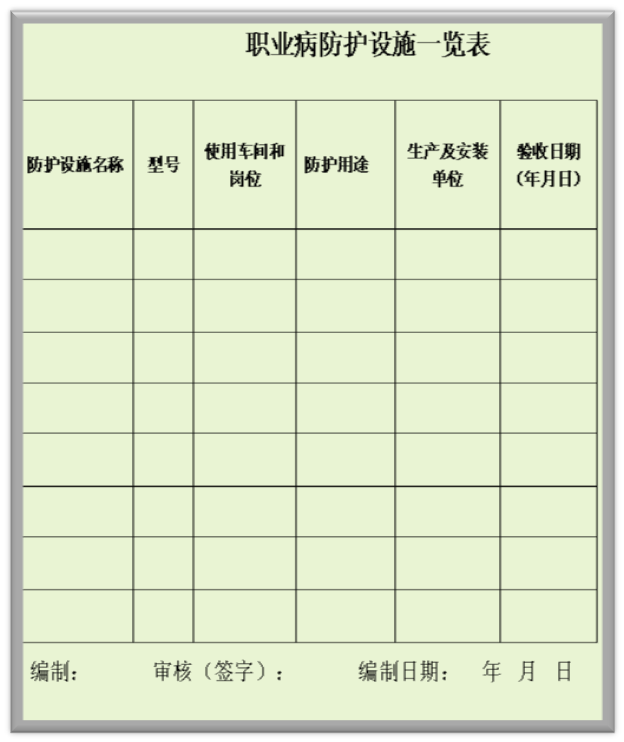 职业病防护设施一览表
防护设施名称 型号 使用车间和岗位 防护用途 生产及安装单位 验收日期（年月日）
编制： 审核（签字）： 编制日期： 年 月 日